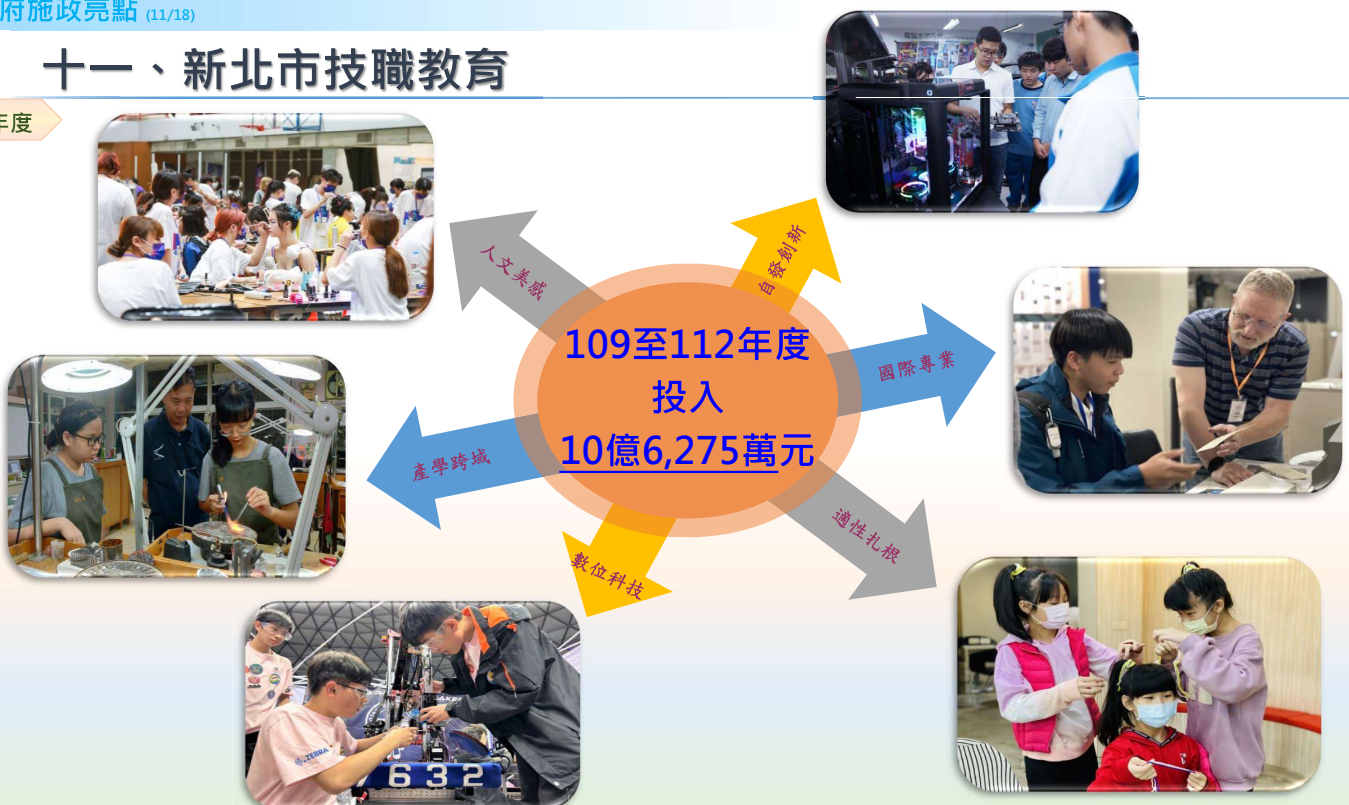 府施政亮點 (11/18)
十一、新北市技職教育
年度
人文美感
自發創新
109至112年度
投入
10億6,275萬元
國際專業
產學跨域
適性扎根
數位科技
ZEBRA
632